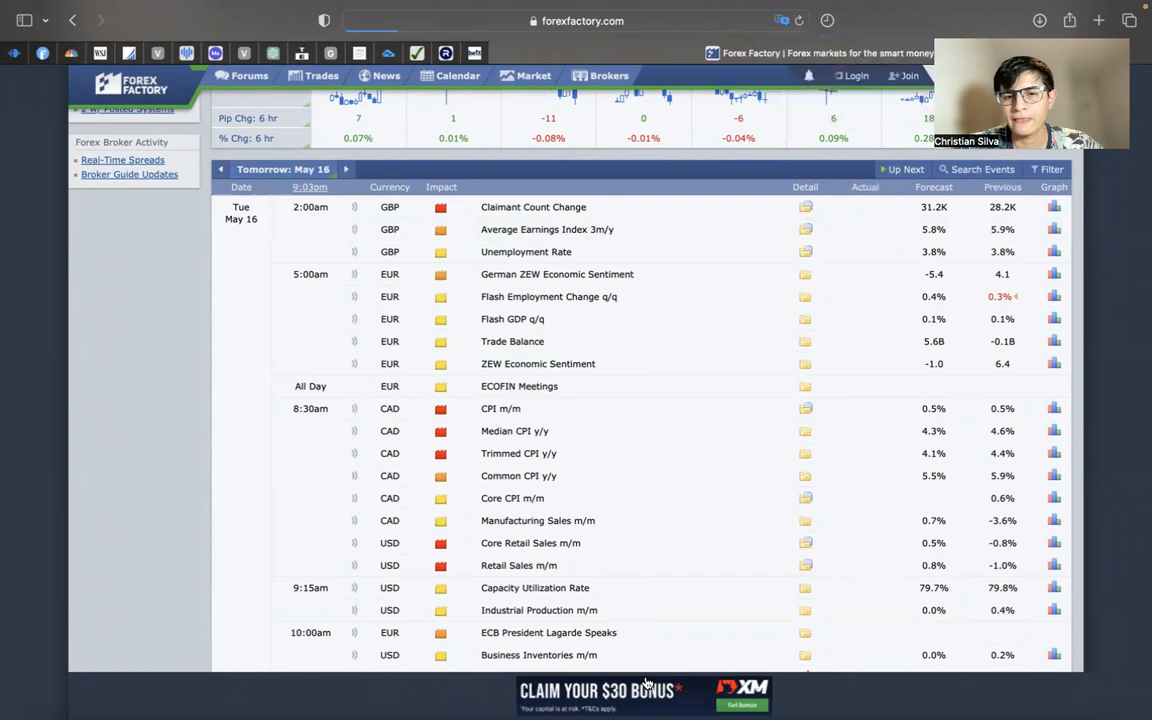 forexfactory.com
WSJ
Forex Factory | Forex markets for the smart money
FOREX FACTORY
Forums
Trades
News
Calendar
Market
Brokers
Login
Join
Christian Silva
Forex Broker Activity
Real-Time Spreads
Broker Guide Updates
Pip Chg: 6 hr 7 1 -11 0 -6 6 18
% Chg: 6 hr 0.07% 0.01% -0.08% -0.01% -0.04% 0.09%
Tomorrow: May 16 Up Next Search Events Filter
Date 9:03pm Currency Impact Detail Actual Forecast Previous Graph
Tue May 16 2:00am GBP Claimant Count Change 31.2K 28.2K
GBP Average Earnings Index 3m/y 5.8% 5.9%
GBP Unemployment Rate 3.8% 3.8%
5:00am EUR German ZEW Economic Sentiment -5.4 4.1
EUR Flash Employment Change q/q 0.4% 0.3%
EUR Flash GDP q/q 0.1% 0.1%
EUR Trade Balance 5.6B -0.1B
EUR ZEW Economic Sentiment -1.0 6.4
All Day EUR ECOFIN Meetings
8:30am CAD CPI m/m 0.5% 0.5%
CAD Median CPI y/y 4.3% 4.6%
CAD Trimmed CPI y/y 4.1% 4.4%
CAD Common CPI y/y 5.5% 5.9%
CAD Core CPI m/m 0.6%
CAD Manufacturing Sales m/m 0.7% -3.6%
USD Core Retail Sales m/m 0.5% -0.8%
USD Retail Sales m/m 0.8% -1.0%
9:15am USD Capacity Utilization Rate 79.7% 79.8%
USD Industrial Production m/m 0.0% 0.4%
10:00am EUR ECB President Lagarde Speaks
USD Business Inventories m/m 0.0% 0.2%
CLAIM YOUR $30 BONUS*
Your capital is at risk. *T&Cs apply.
XM
Get bonus